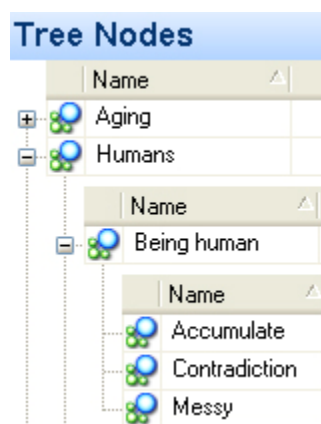 Tree Nodes
Name
Aging
Humans
Name
Being human
Name
Accumulate
Contradiction
Messy